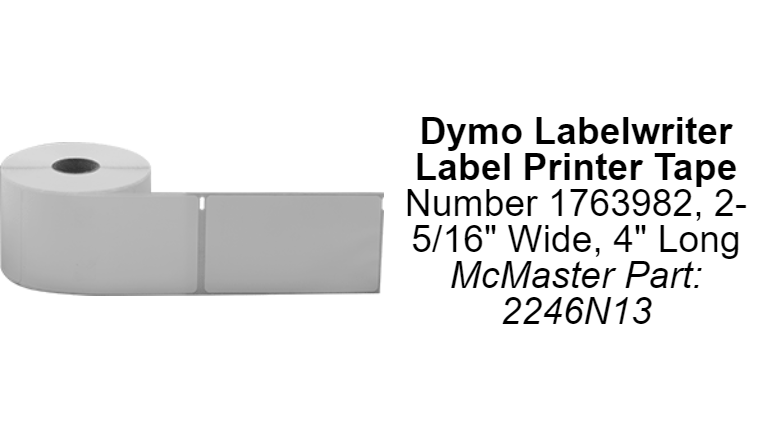 Dymo Labelwriter
Label Printer Tape
Number 1763982, 2-
5/16" Wide, 4" Long
McMaster Part:
2246N13